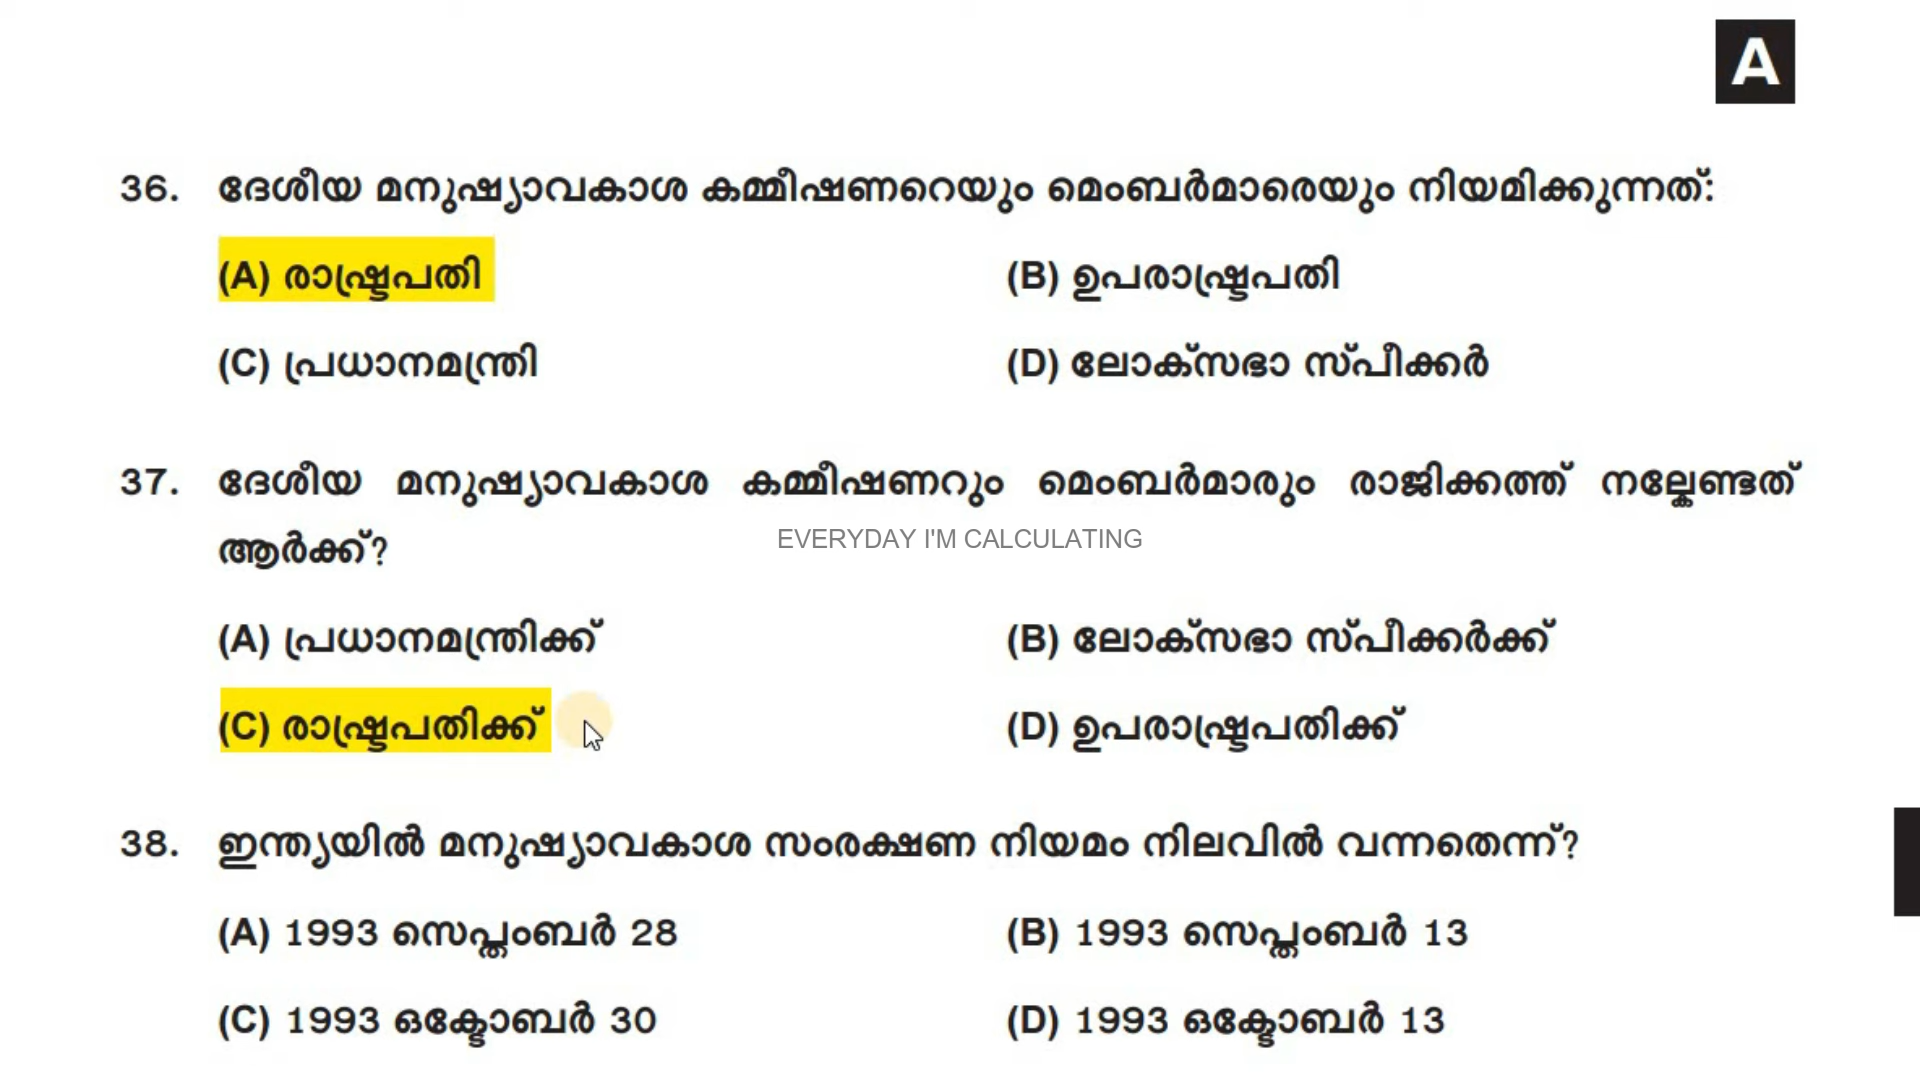 A
36. ദേശീയ മനുഷ്യാവകാശ കമ്മീഷണറെയും മെംബർമാരെയും നിയമിക്കുന്നത്:
(A) രാഷ്ട്രപതി (B) ഉപരാഷ്ട്രപതി
(C) പ്രധാനമന്ത്രി (D) ലോക്സഭാ സ്പീക്കർ
37. ദേശീയ മനുഷ്യാവകാശ കമ്മീഷണറും മെംബർമാരും രാജിക്കത്ത് നല്കേണ്ടത്
ആർക്ക്?
EVERYDAY I'M CALCULATING
(A) പ്രധാനമന്ത്രിക്ക് (B) ലോക്സഭാ സ്പീക്കർക്ക്
(C) രാഷ്ട്രപതിക്ക് (D) ഉപരാഷ്ട്രപതിക്ക്
38. ഇന്ത്യയിൽ മനുഷ്യാവകാശ സംരക്ഷണ നിയമം നിലവിൽ വന്നതെന്ന്?
(A) 1993 സെപ്തംബർ 28 (B) 1993 സെപ്തംബർ 13
(C) 1993 ഒക്ടോബർ 30 (D) 1993 ഒക്ടോബർ 13